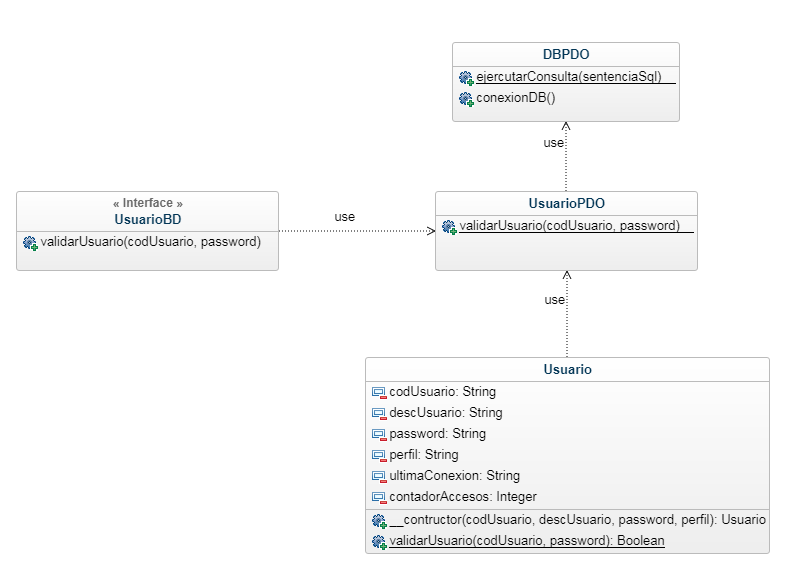 DBPDO
ejercutarConsulta(sentenciaSql)
conexionDB()
use
« Interface »
UsuarioBD
validarUsuario(codUsuario, password)
use
UsuarioPDO
validarUsuario(codUsuario, password)
use
Usuario
codUsuario: String
descUsuario: String
password: String
perfil: String
ultimaConexion: String
contadorAccesos: Integer
__contructor(codUsuario, descUsuario, password, perfil): Usuario
validarUsuario(codUsuario, password): Boolean